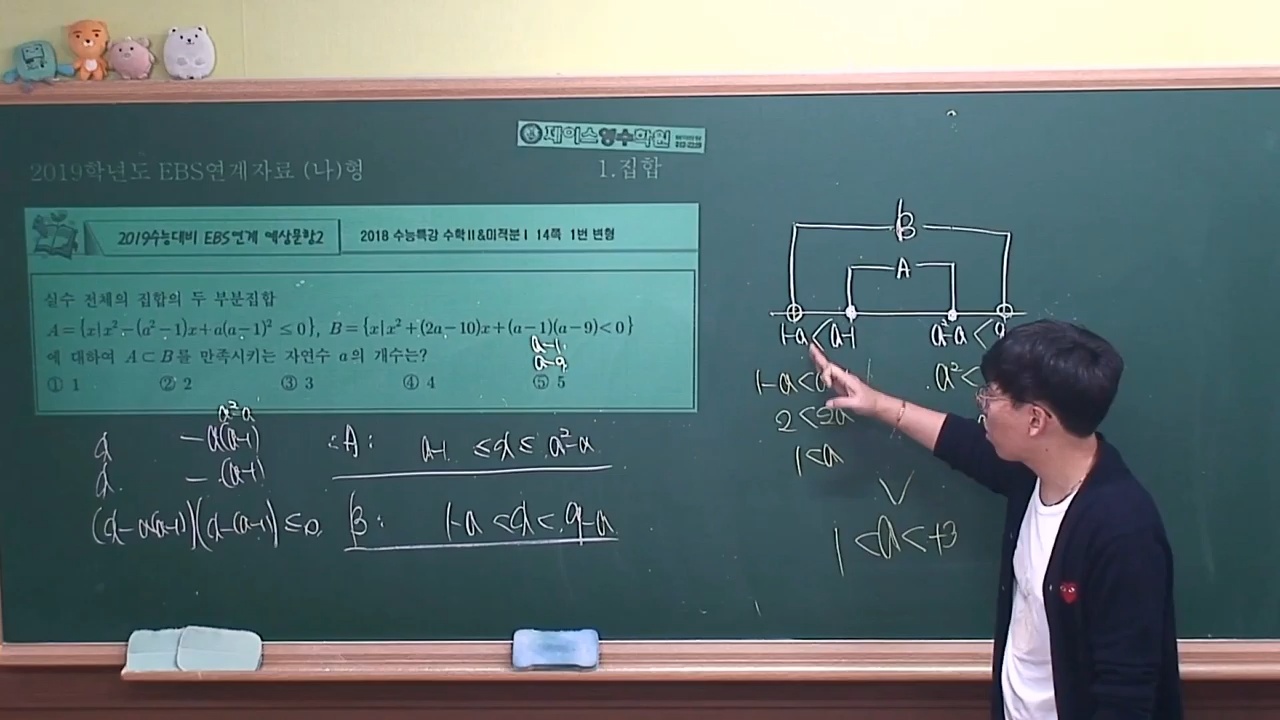 제이스영수학원
2019학년도 EBS연계자료 (나)형
1.집합
2019수능대비 EBS연계 예상문항2
2018 수능특강 수학II&미적분I 14쪽 1번 변형
실수 전체의 집합의 두 부분집합
A={x|x²-(a²-1)x+a(a-1)²≤0}, B={x|x²+(2a-10)x+(a-1)(a-9)<0}
에 대하여 A⊂B를 만족시키는 자연수 a의 개수는?
① 1 ② 2 ③ 3 ④ 4 ⑤ 5
a-1
a-9
a²-a
x -a(a-1)
x -(a-1)
(x-a(a-1))(x-(a-1))≤0
∴A: a-1 ≤x≤ a²-a
B: 1-a <x< 9-a
B
A
1-a<a-1 a²-a<9
1-a<a
a²<
2<2a
1<a
1<a<+3